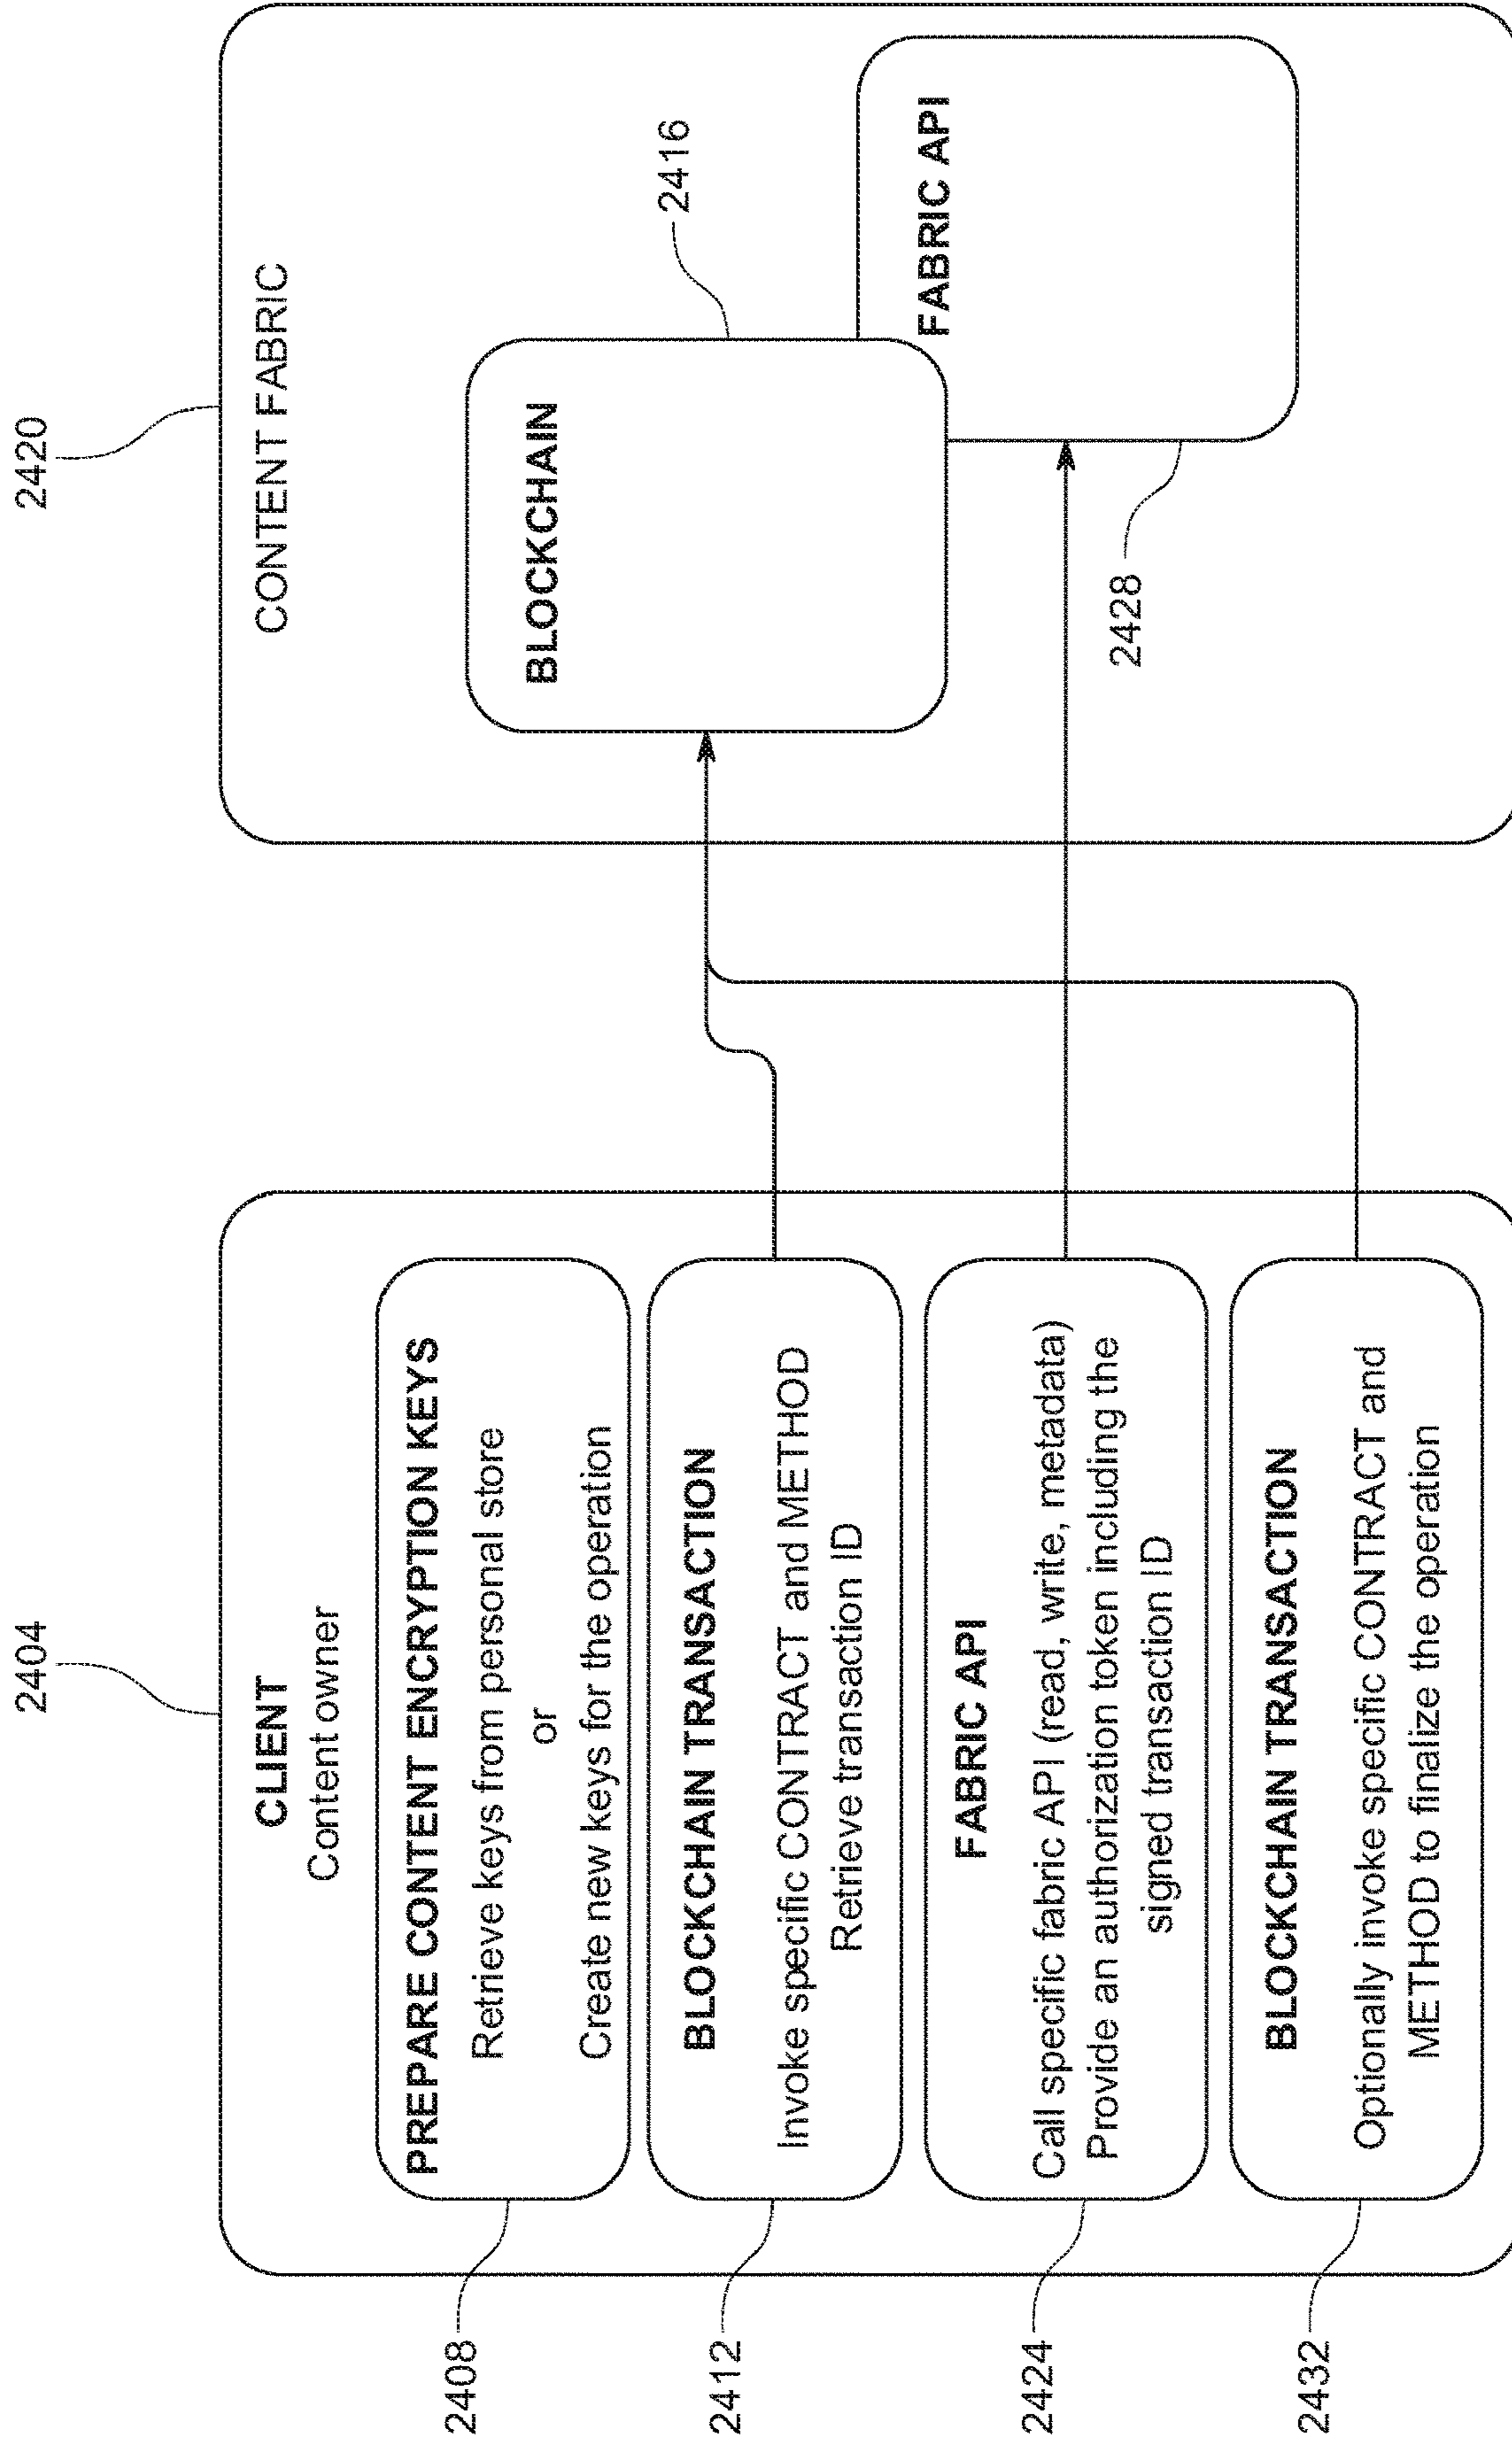 2404
CLIENT
Content owner
2408
PREPARE CONTENT ENCRYPTION KEYS
Retrieve keys from personal store
or
Create new keys for the operation
2412
BLOCKCHAIN TRANSACTION
Invoke specific CONTRACT and METHOD
Retrieve transaction ID
2424
FABRIC API
Call specific fabric API (read, write, metadata)
Provide an authorization token including the
signed transaction ID
2432
BLOCKCHAIN TRANSACTION
Optionally invoke specific CONTRACT and
METHOD to finalize the operation
2420
CONTENT FABRIC
BLOCKCHAIN
2416
FABRIC API
2428